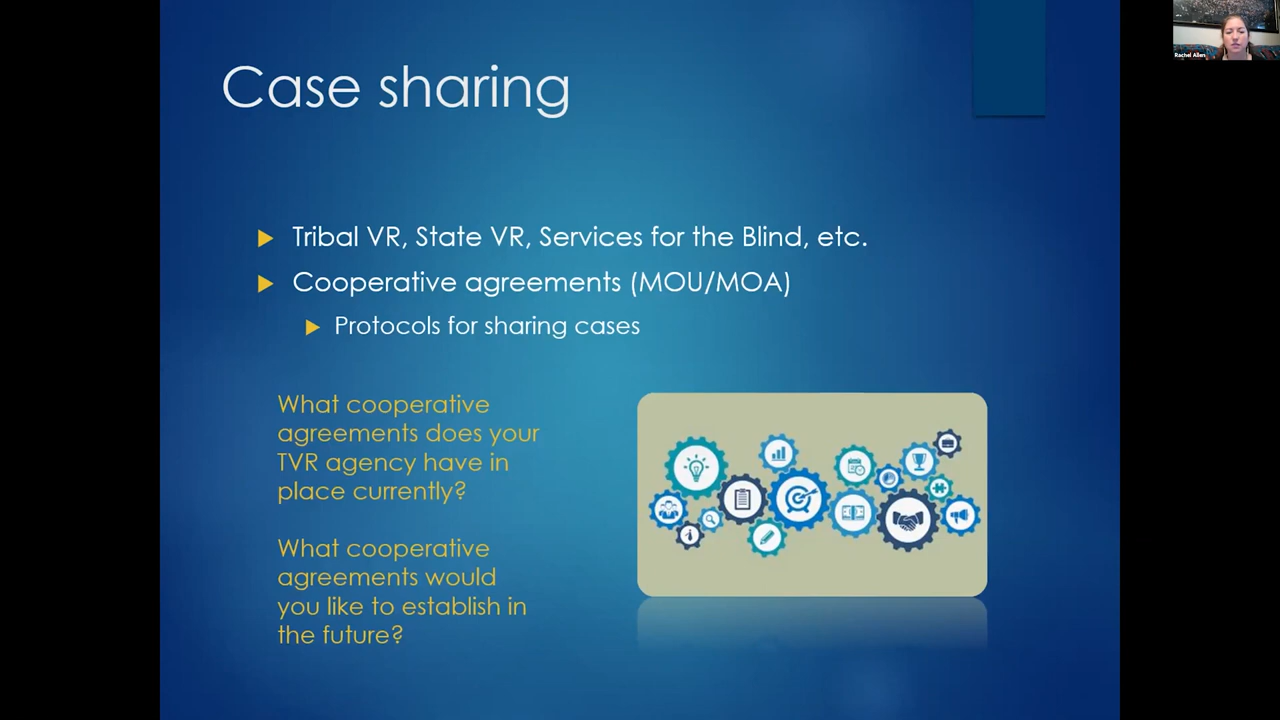 Case sharing
Tribal VR, State VR, Services for the Blind, etc.
Cooperative agreements (MOU/MOA)
Protocols for sharing cases
What cooperative
agreements does your
TVR agency have in
place currently?
What cooperative
agreements would
you like to establish in
the future?
Rachel Allen